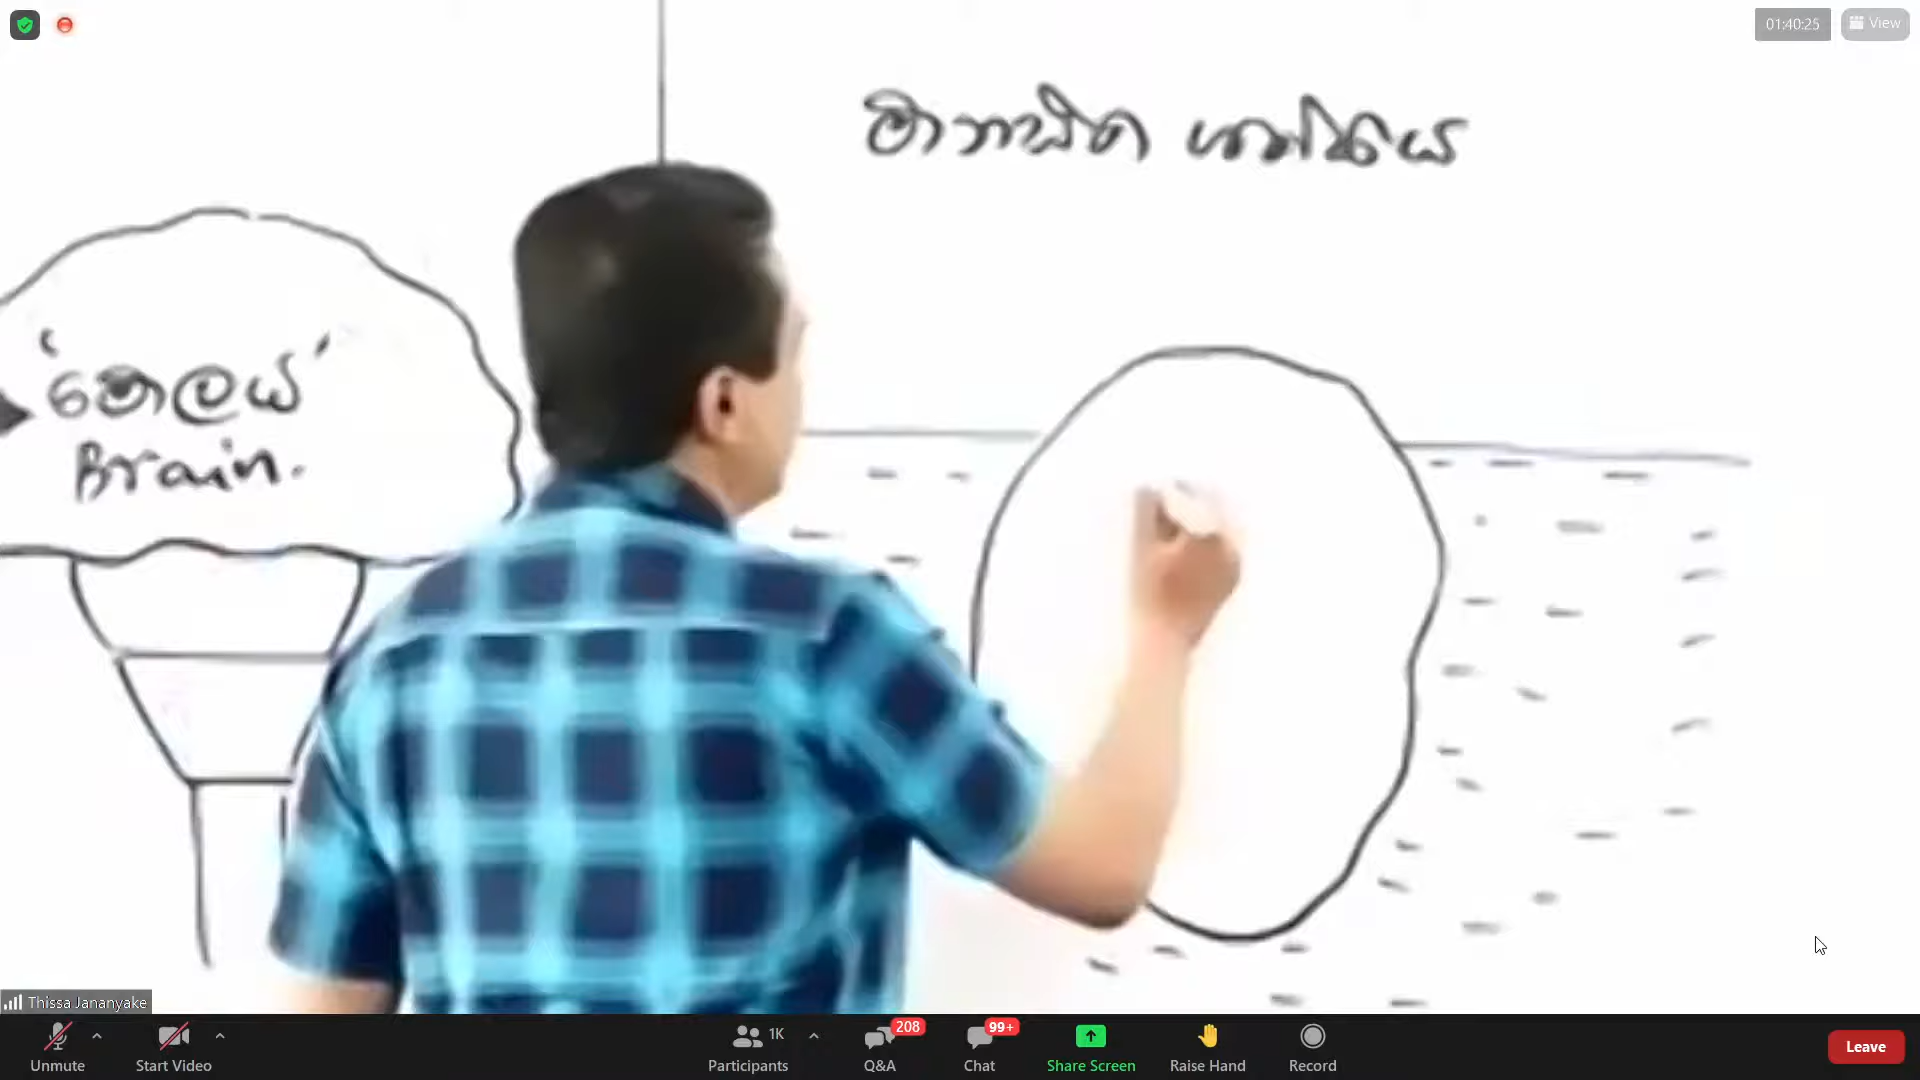 01:40:25
View
මානසික ශක්තිය
‘මොලය’
Brain.
Thissa Jananyake
Unmute
Start Video
1K
Participants
208
Q&A
99+
Chat
Share Screen
Raise Hand
Record
Leave